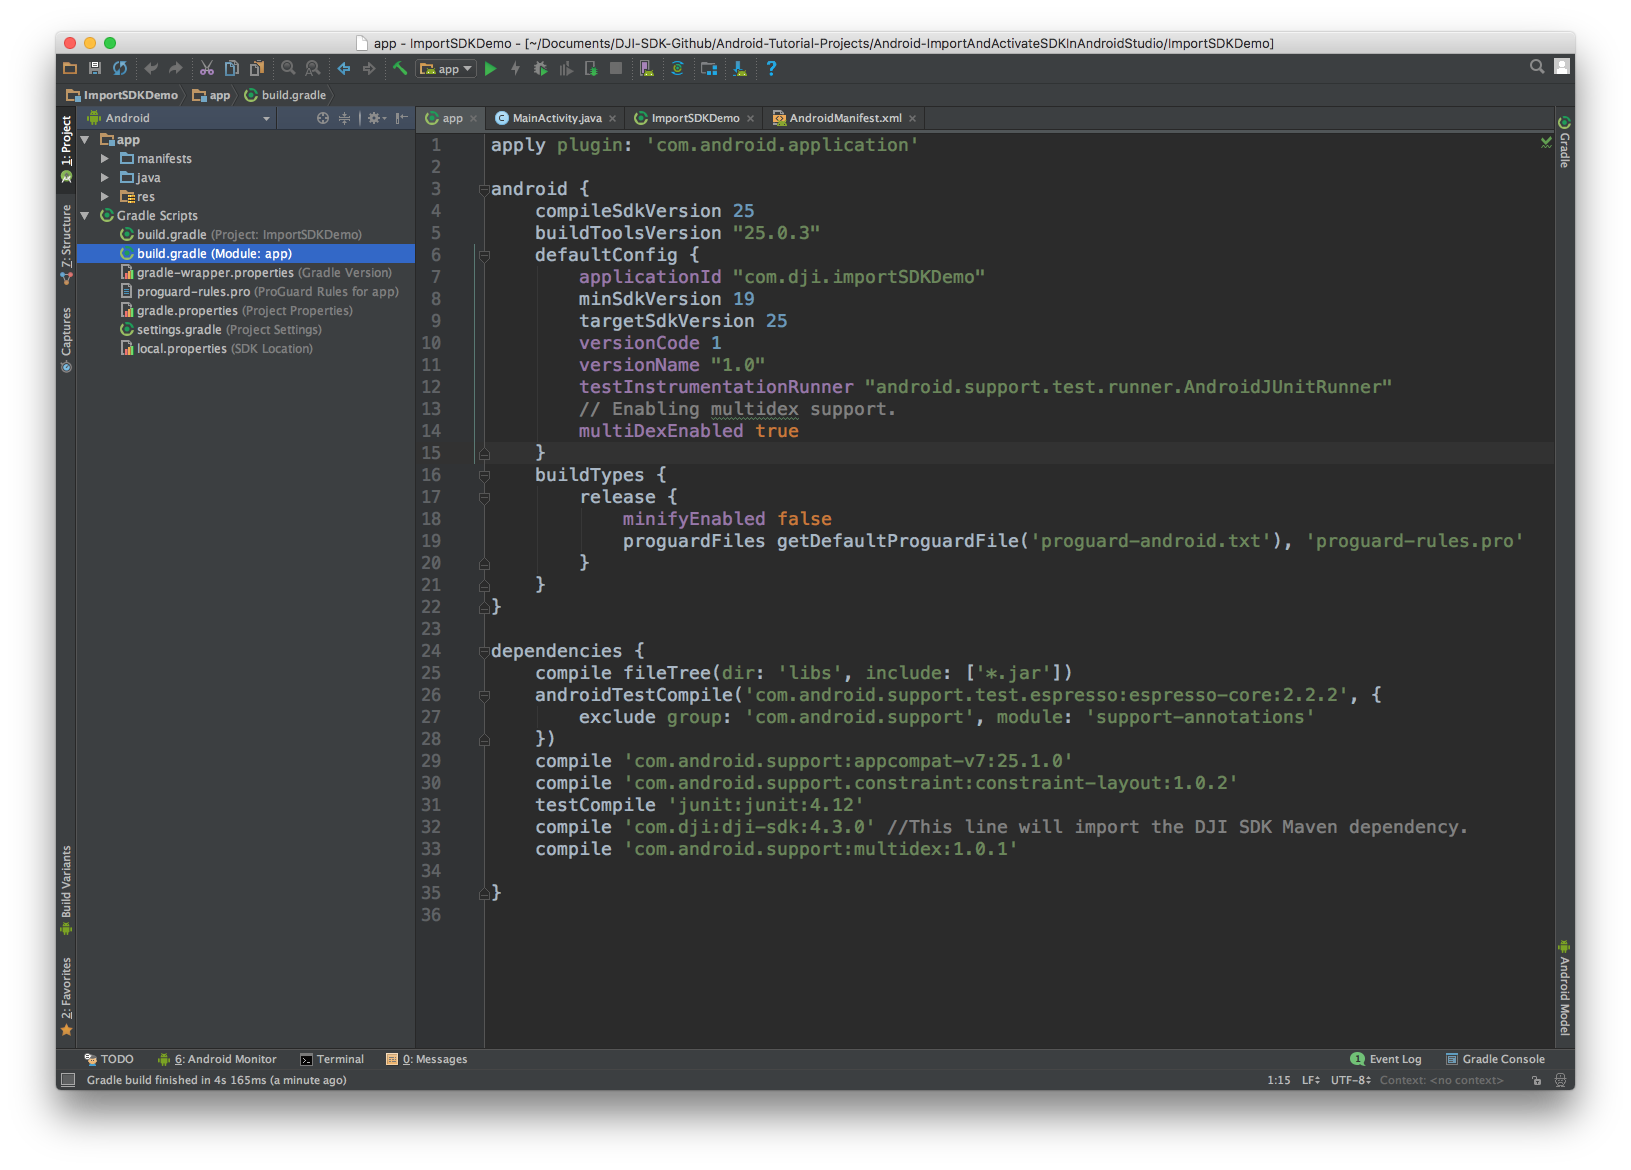 app - ImportSDKDemo - [~/Documents/DJI-SDK-Github/Android-Tutorial-Projects/Android-ImportAndActivateSDKInAndroidStudio/ImportSDKDemo]
app
ImportSDKDemo app build.gradle
Android
app MainActivity.java ImportSDKDemo AndroidManifest.xml
1: Project
7: Structure
Captures
Build Variants
2: Favorites
app
manifests
java
res
Gradle Scripts
build.gradle (Project: ImportSDKDemo)
build.gradle (Module: app)
gradle-wrapper.properties (Gradle Version)
proguard-rules.pro (ProGuard Rules for app)
gradle.properties (Project Properties)
settings.gradle (Project Settings)
local.properties (SDK Location)
1 apply plugin: 'com.android.application'
2
3 android {
4 compileSdkVersion 25
5 buildToolsVersion "25.0.3"
6 defaultConfig {
7 applicationId "com.dji.importSDKDemo"
8 minSdkVersion 19
9 targetSdkVersion 25
10 versionCode 1
11 versionName "1.0"
12 testInstrumentationRunner "android.support.test.runner.AndroidJUnitRunner"
13 // Enabling multidex support.
14 multiDexEnabled true
15 }
16 buildTypes {
17 release {
18 minifyEnabled false
19 proguardFiles getDefaultProguardFile('proguard-android.txt'), 'proguard-rules.pro'
20 }
21 }
22 }
23
24 dependencies {
25 compile fileTree(dir: 'libs', include: ['*.jar'])
26 androidTestCompile('com.android.support.test.espresso:espresso-core:2.2.2', {
27 exclude group: 'com.android.support', module: 'support-annotations'
28 })
29 compile 'com.android.support:appcompat-v7:25.1.0'
30 compile 'com.android.support.constraint:constraint-layout:1.0.2'
31 testCompile 'junit:junit:4.12'
32 compile 'com.dji:dji-sdk:4.3.0' //This line will import the DJI SDK Maven dependency.
33 compile 'com.android.support:multidex:1.0.1'
34
35 }
36
Gradle
Android Model
TODO 6: Android Monitor Terminal 0: Messages 1 Event Log Gradle Console
Gradle build finished in 4s 165ms (a minute ago) 1:15 LF UTF-8 Context: <no context>